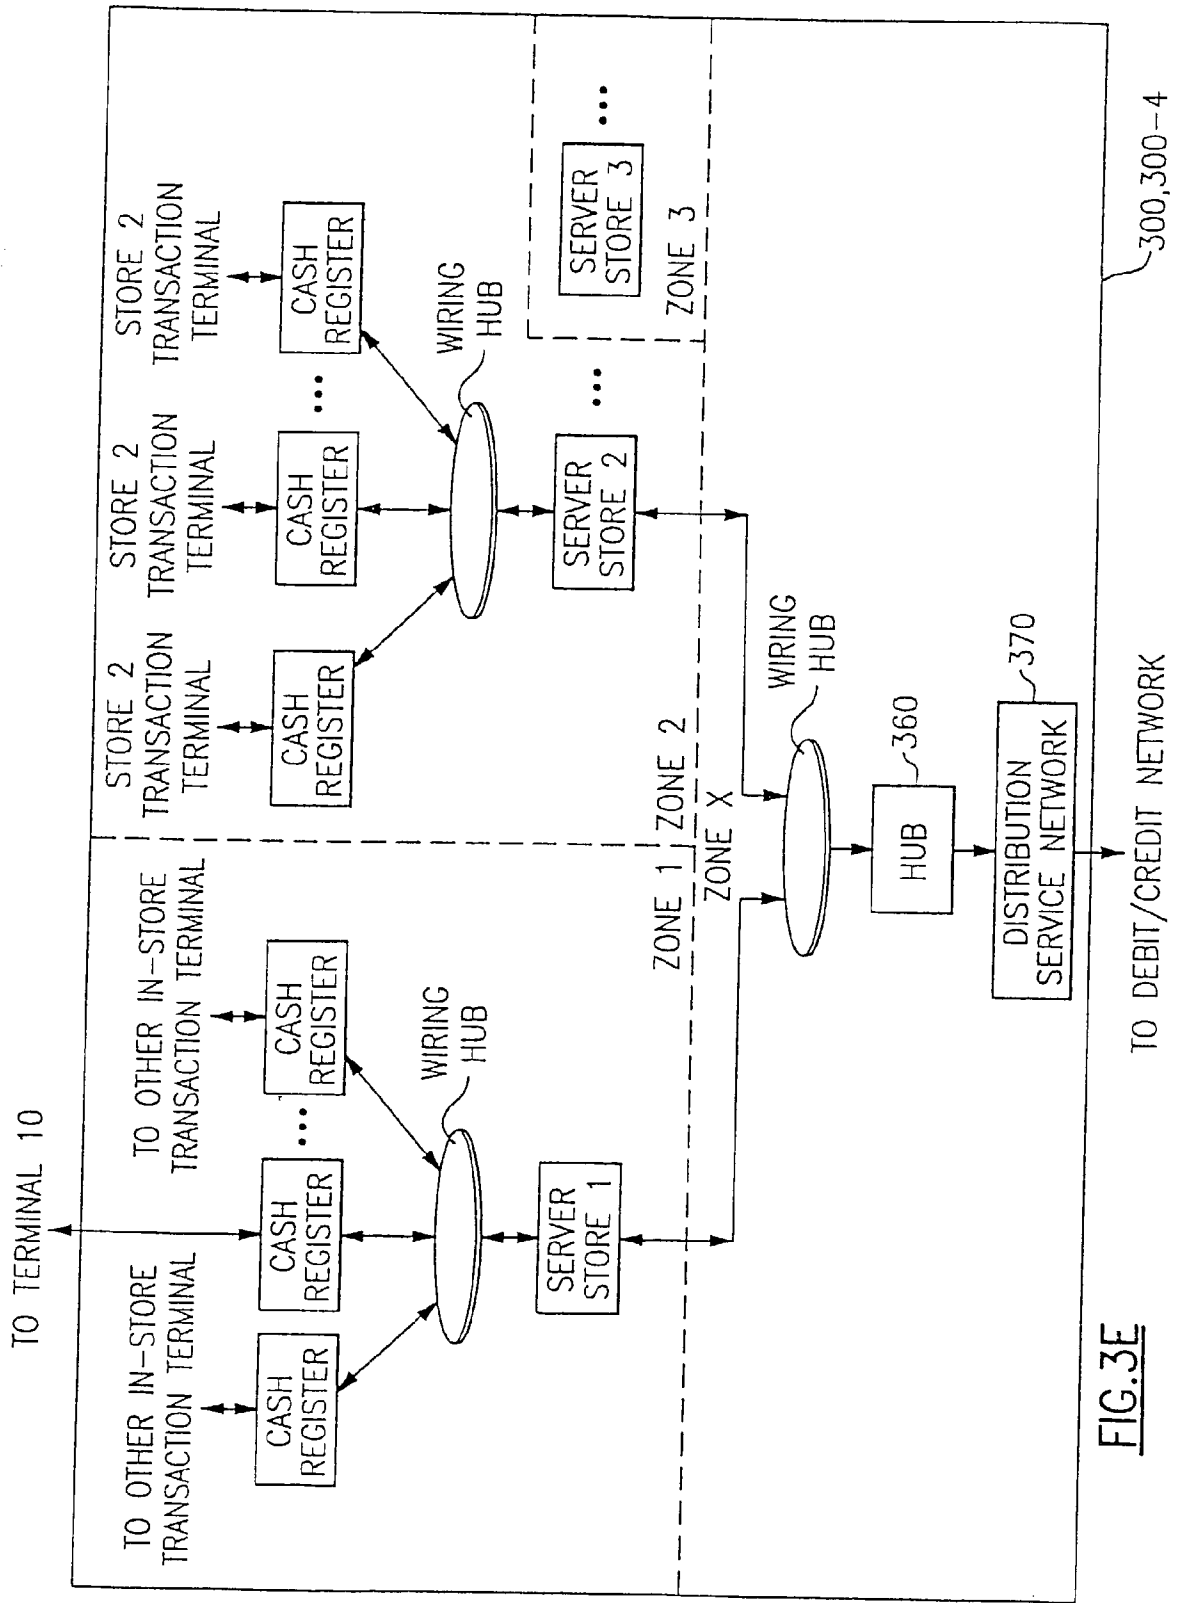 TO TERMINAL 10
TO OTHER IN-STORE
TRANSACTION TERMINAL
TO OTHER IN-STORE
TRANSACTION TERMINAL
STORE 2
TRANSACTION
TERMINAL
STORE 2
TRANSACTION
TERMINAL
STORE 2
TRANSACTION
TERMINAL
CASH
REGISTER
CASH
REGISTER
...
CASH
REGISTER
CASH
REGISTER
CASH
REGISTER
...
CASH
REGISTER
WIRING
HUB
WIRING
HUB
SERVER
STORE 1
SERVER
STORE 2
...
SERVER
STORE 3
...
ZONE 1
ZONE 2
ZONE 3
ZONE X
WIRING
HUB
HUB
360
DISTRIBUTION
SERVICE NETWORK
370
300,300-4
TO DEBIT/CREDIT NETWORK
FIG.3E